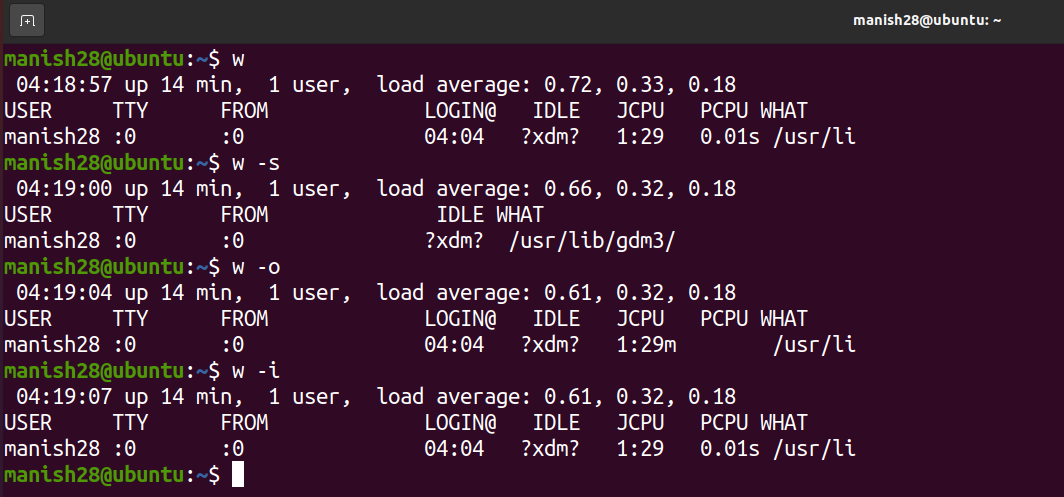 manish28@ubuntu: ~
manish28@ubuntu:~$ w
 04:18:57 up 14 min,  1 user,  load average: 0.72, 0.33, 0.18
USER     TTY      FROM             LOGIN@   IDLE   JCPU   PCPU WHAT
manish28 :0       :0               04:04   ?xdm?   1:29   0.01s /usr/li
manish28@ubuntu:~$ w -s
 04:19:00 up 14 min,  1 user,  load average: 0.66, 0.32, 0.18
USER     TTY      FROM              IDLE WHAT
manish28 :0       :0               ?xdm?  /usr/lib/gdm3/
manish28@ubuntu:~$ w -o
 04:19:04 up 14 min,  1 user,  load average: 0.61, 0.32, 0.18
USER     TTY      FROM             LOGIN@   IDLE   JCPU   PCPU WHAT
manish28 :0       :0               04:04   ?xdm?   1:29m        /usr/li
manish28@ubuntu:~$ w -i
 04:19:07 up 14 min,  1 user,  load average: 0.61, 0.32, 0.18
USER     TTY      FROM             LOGIN@   IDLE   JCPU   PCPU WHAT
manish28 :0       :0               04:04   ?xdm?   1:29   0.01s /usr/li
manish28@ubuntu:~$